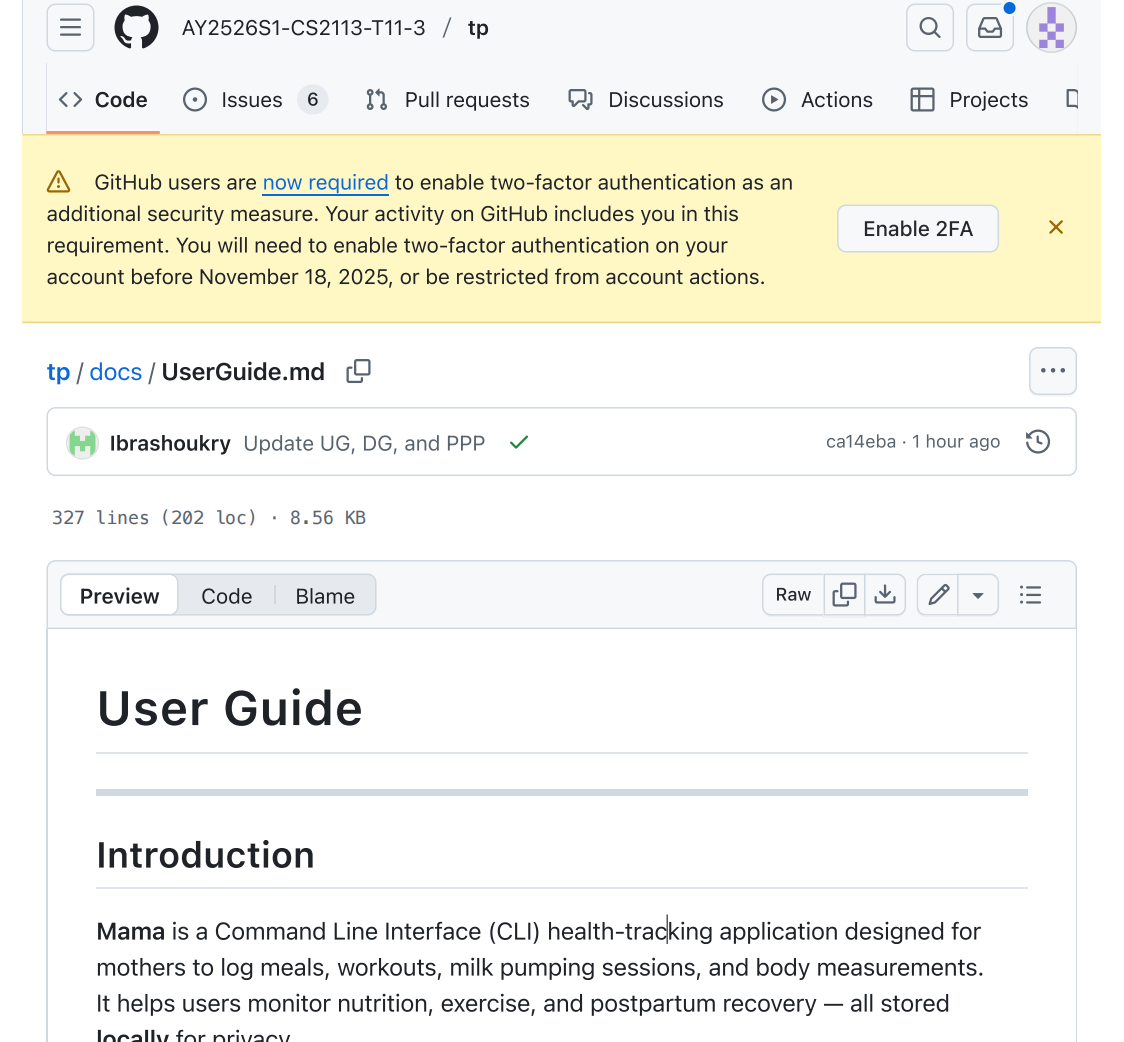 AY2526S1-CS2113-T11-3 / tp
Code Issues 6 Pull requests Discussions Actions Projects
GitHub users are now required to enable two-factor authentication as an
additional security measure. Your activity on GitHub includes you in this
requirement. You will need to enable two-factor authentication on your
account before November 18, 2025, or be restricted from account actions.
Enable 2FA
tp / docs / UserGuide.md
Ibrashoukry Update UG, DG, and PPP ca14eba · 1 hour ago
327 lines (202 loc) · 8.56 KB
Preview Code Blame Raw
User Guide
Introduction
Mama is a Command Line Interface (CLI) health-tracking application designed for
mothers to log meals, workouts, milk pumping sessions, and body measurements.
It helps users monitor nutrition, exercise, and postpartum recovery — all stored
locally for privacy